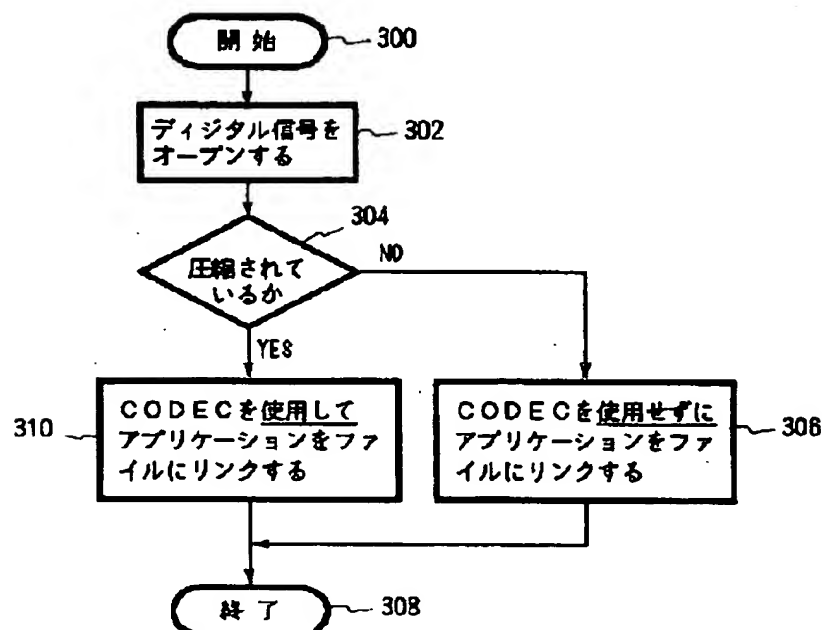 開始
300
ディジタル信号を
オープンする
302
304
圧縮されて
いるか
NO
YES
310
CODECを使用して
アプリケーションをファ
イルにリンクする
CODECを使用せずに
アプリケーションをファ
イルにリンクする
306
終了
308